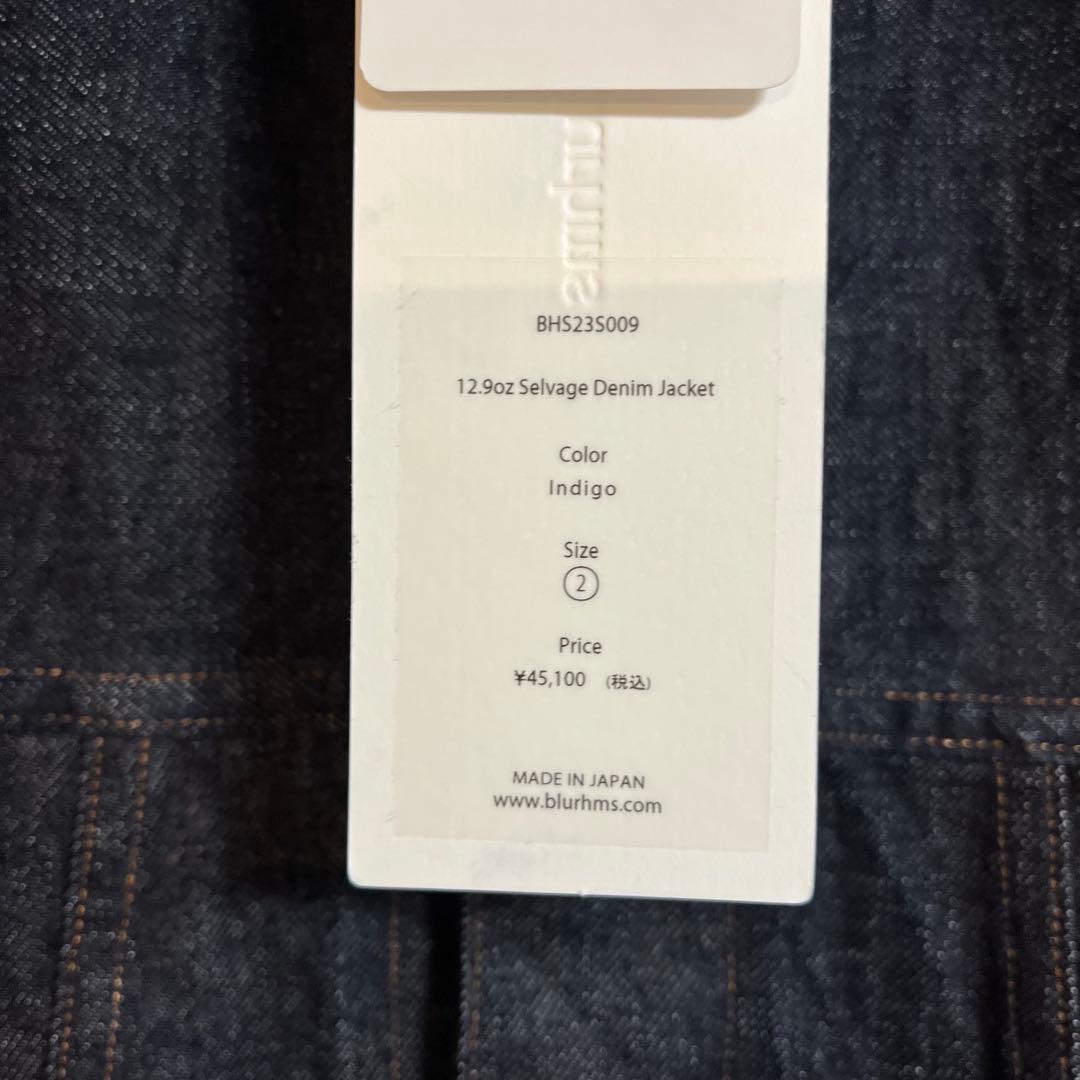 BHS23S009
12.9oz Selvage Denim Jacket
Color
Indigo
Size
2
Price
¥45,100 (税込)
MADE IN JAPAN
www.blurhms.com